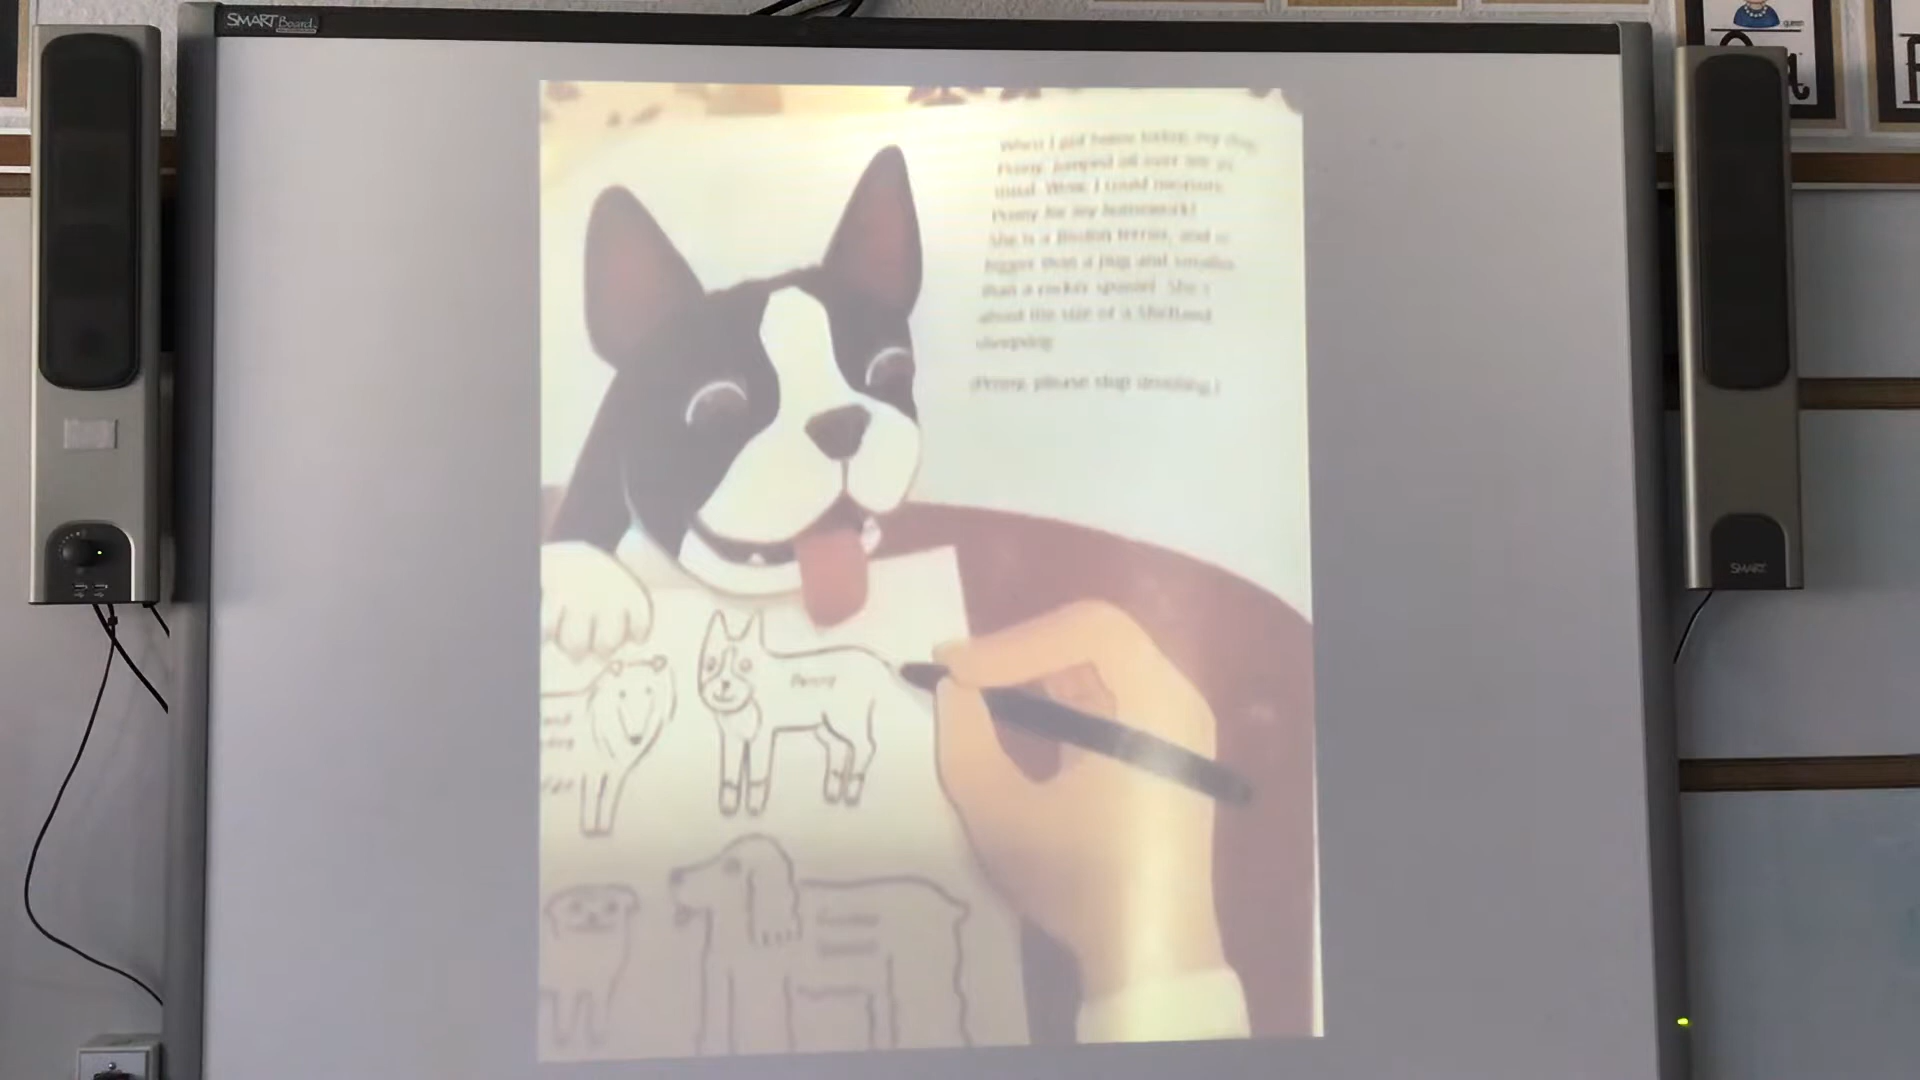 SMART Board
queen
When I got home today, my dog,
Penny, jumped all over me as
usual. Wow, I could measure
Penny for my homework!
She is a Boston terrier, and is
bigger than a pug and smaller
than a cocker spaniel. She's
about the size of a Shetland
sheepdog.
(Penny, please stop drooling.)
Penny
SMART